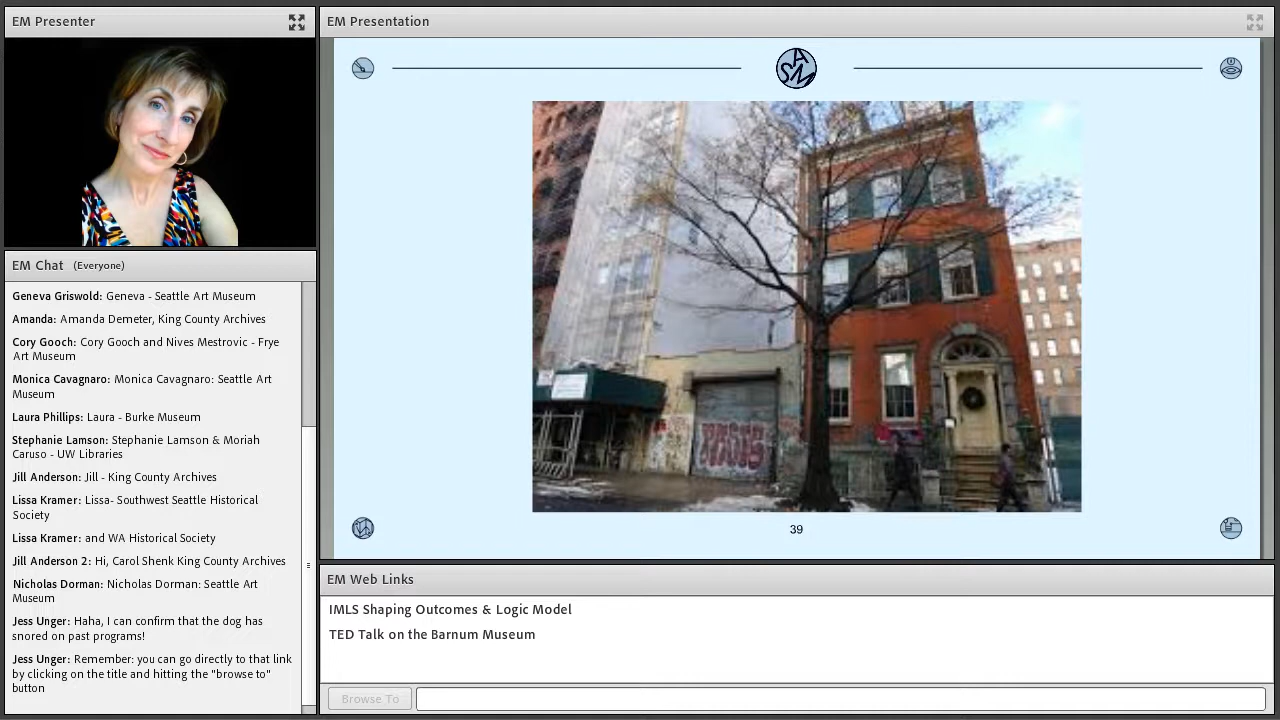 EM Presenter
EM Chat (Everyone)
Geneva Griswold: Geneva - Seattle Art Museum
Amanda: Amanda Demeter, King County Archives
Cory Gooch: Cory Gooch and Nives Mestrovic - Frye
Art Museum
Monica Cavagnaro: Monica Cavagnaro: Seattle Art
Museum
Laura Phillips: Laura - Burke Museum
Stephanie Lamson: Stephanie Lamson & Moriah
Caruso - UW Libraries
Jill Anderson: Jill - King County Archives
Lissa Kramer: Lissa- Southwest Seattle Historical
Society
Lissa Kramer: and WA Historical Society
Jill Anderson 2: Hi, Carol Shenk King County Archives
Nicholas Dorman: Nicholas Dorman: Seattle Art
Museum
Jess Unger: Haha, I can confirm that the dog has
snored on past programs!
Jess Unger: Remember: you can go directly to that link
by clicking on the title and hitting the "browse to"
button
EM Presentation
39
EM Web Links
IMLS Shaping Outcomes & Logic Model
TED Talk on the Barnum Museum
Browse To